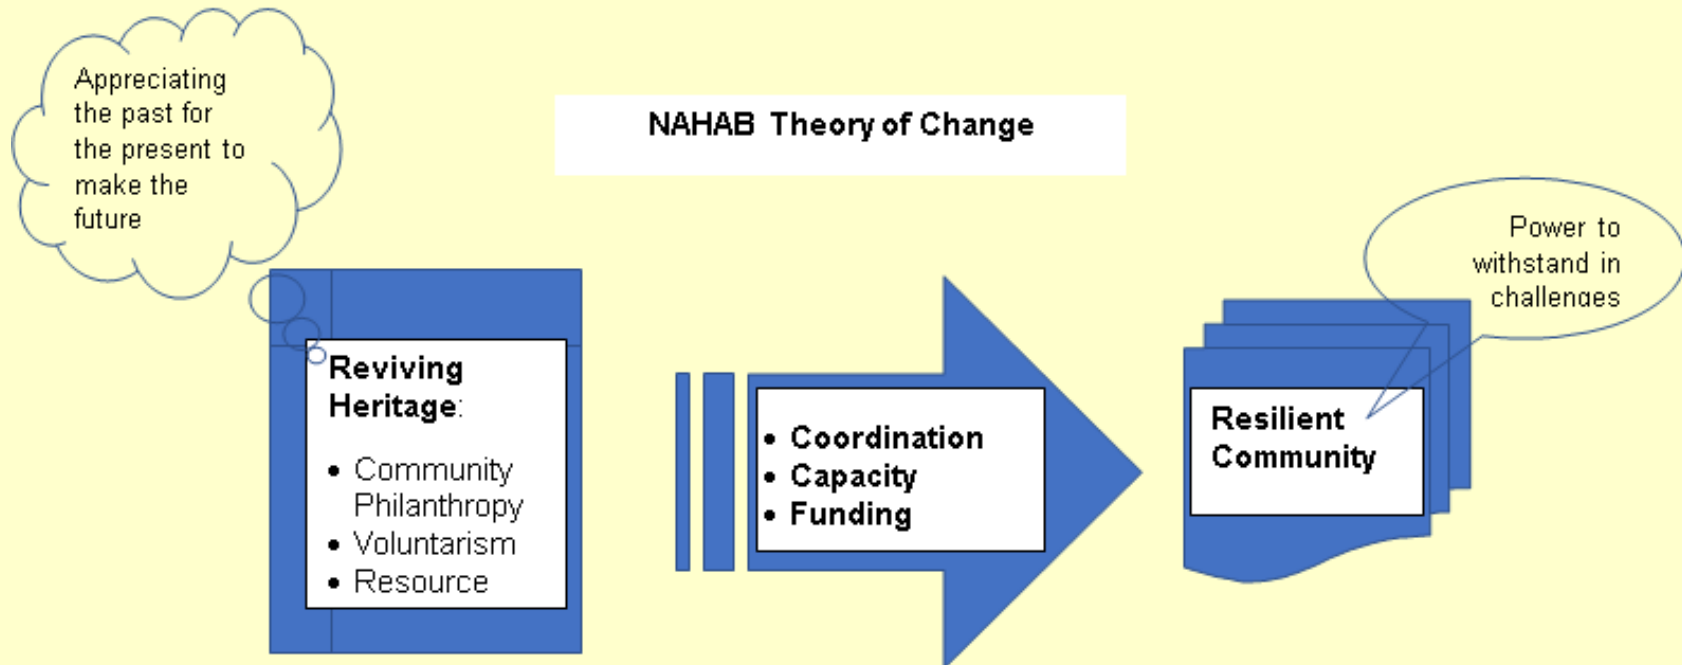 Appreciating
the past for
the present to
make the
future
NAHAB Theory of Change
Power to
withstand in
challenges
Reviving
Heritage:
• Community
Philanthropy
• Voluntarism
• Resource
• Coordination
• Capacity
• Funding
Resilient
Community